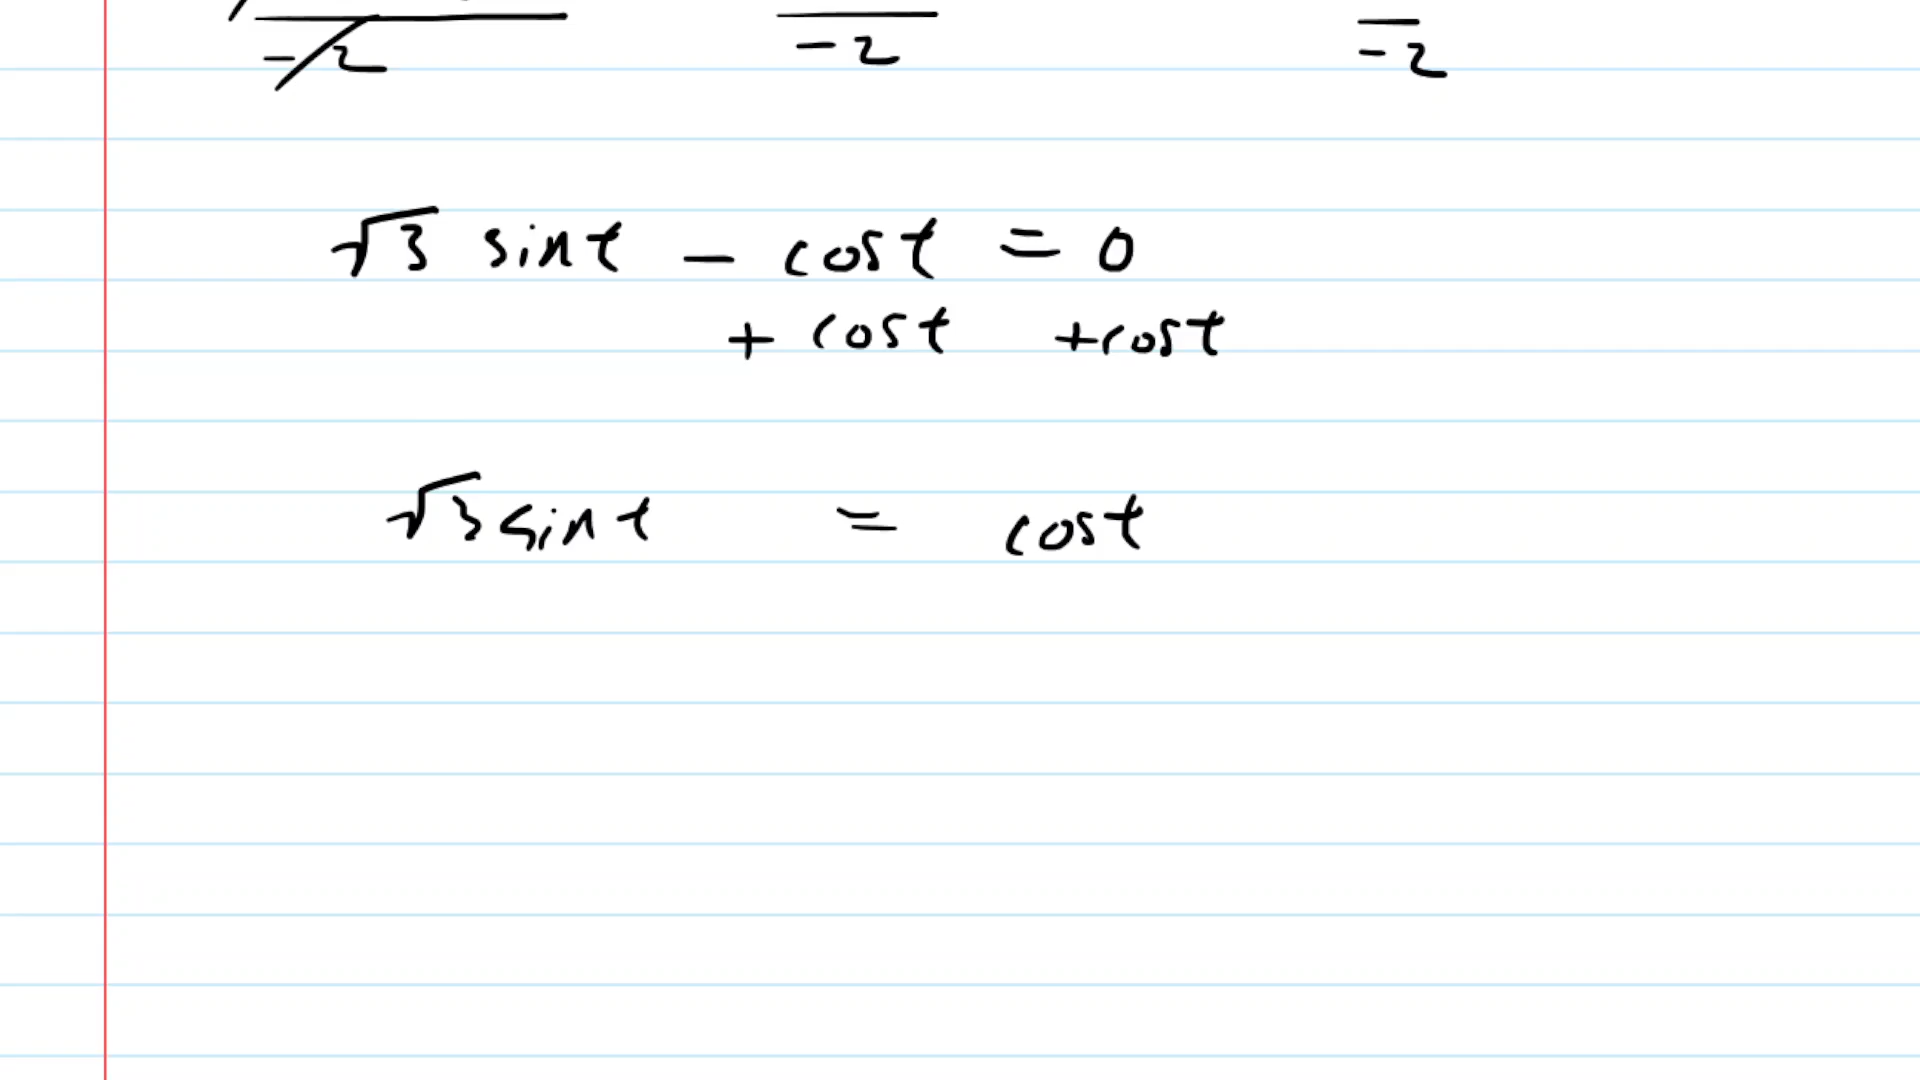 -2 -2 -2
√3 sint - cost = 0
+ cost +cost
√3 sint = cost